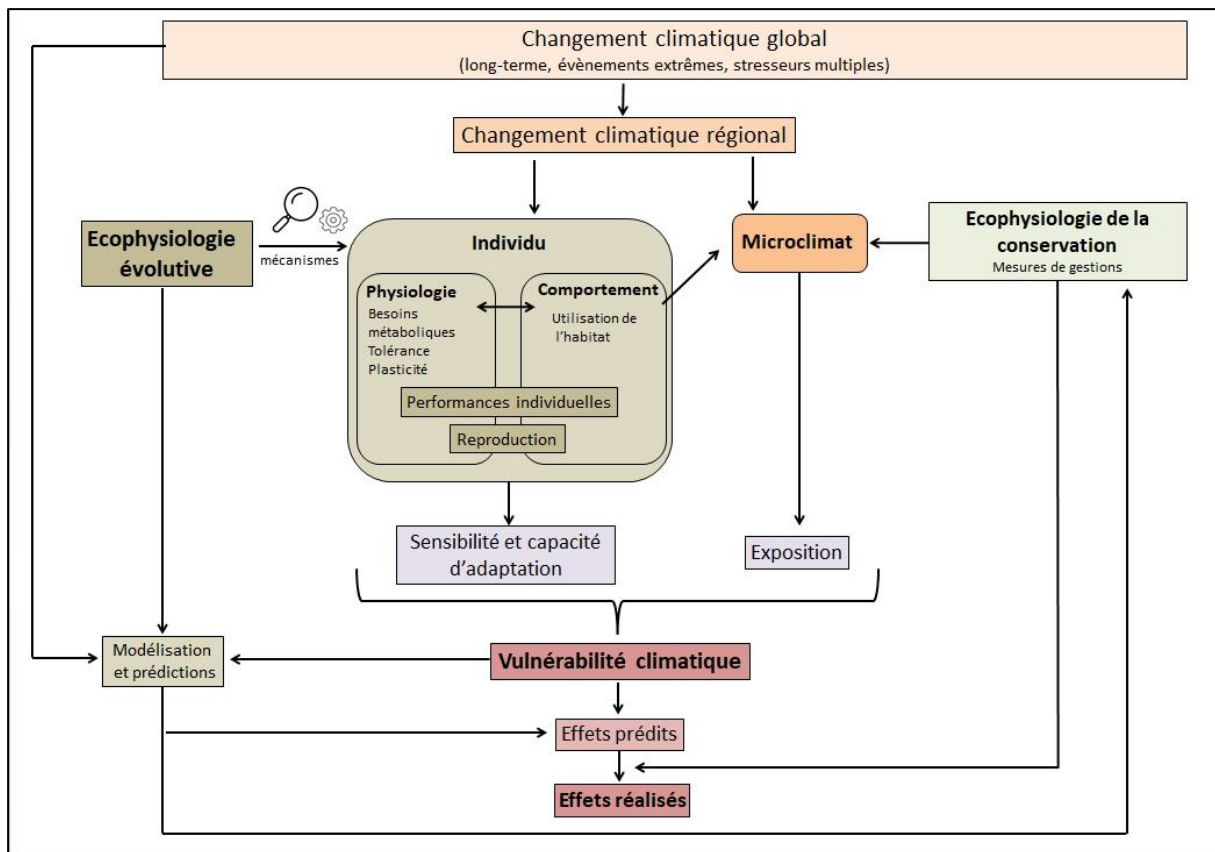 Changement climatique global
(long-terme, évènements extrêmes, stresseurs multiples)
Changement climatique régional
Ecophysiologie
évolutive
mécanismes
Individu
Physiologie
Besoins
métaboliques
Tolérance
Plasticité
Comportement
Utilisation de
l'habitat
Performances individuelles
Reproduction
Microclimat
Ecophysiologie de la
conservation
Mesures de gestions
Sensibilité et capacité
d'adaptation
Exposition
Modélisation
et prédictions
Vulnérabilité climatique
Effets prédits
Effets réalisés